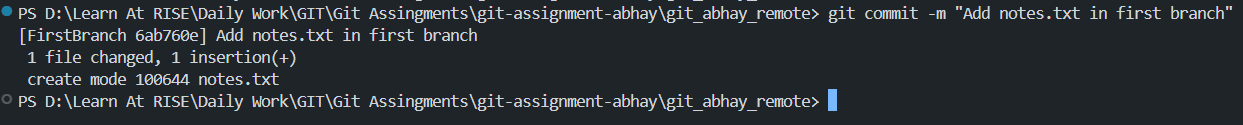 PS D:\Learn At RISE\Daily Work\GIT\Git Assingments\git-assignment-abhay\git_abhay_remote> git commit -m "Add notes.txt in first branch"
[FirstBranch 6ab760e] Add notes.txt in first branch
 1 file changed, 1 insertion(+)
 create mode 100644 notes.txt
PS D:\Learn At RISE\Daily Work\GIT\Git Assingments\git-assignment-abhay\git_abhay_remote>